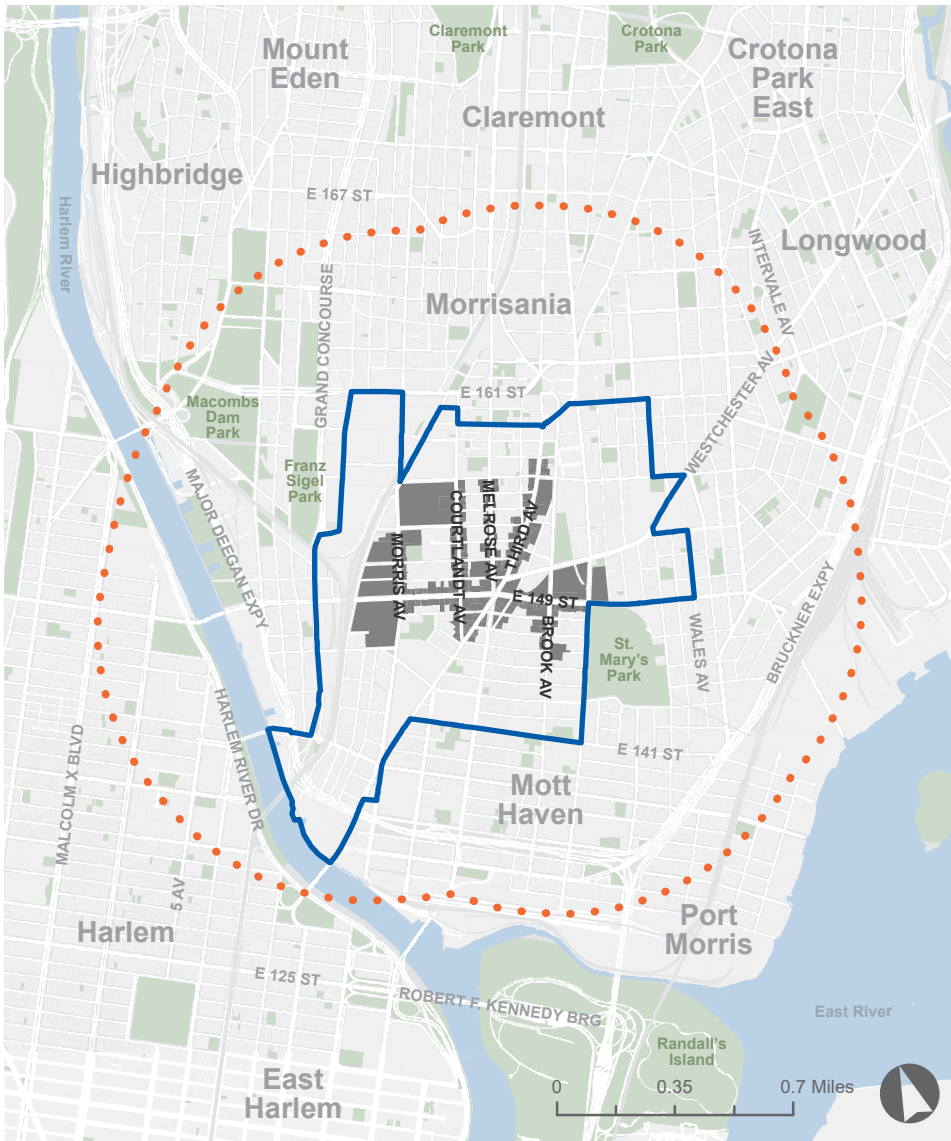 Claremont
Park
Crotona
Park
Mount
Eden
Crotona
Park
East
Claremont
Highbridge
E 167 ST
Harlem River
INTERVALE AV
Longwood
GRAND CONCOURSE
Morrisania
WESTCHESTER AV
E 161 ST
Macombs
Dam
Park
Franz
Sigel
Park
MAJOR DEEGAN EXPY
MORRIS AV
COURTLANDT AV
MELROSE AV
THIRD AV
E 149 ST
BROOK AV
BRUCKNER EXPY
St.
Mary's
Park
WALES AV
HARLEM RIVER DR
MALCOLM X BLVD
E 141 ST
Mott
Haven
5 AV
Harlem
Port
Morris
E 125 ST
ROBERT F. KENNEDY BRG
East River
Randall's
Island
East
Harlem
0 0.35 0.7 Miles